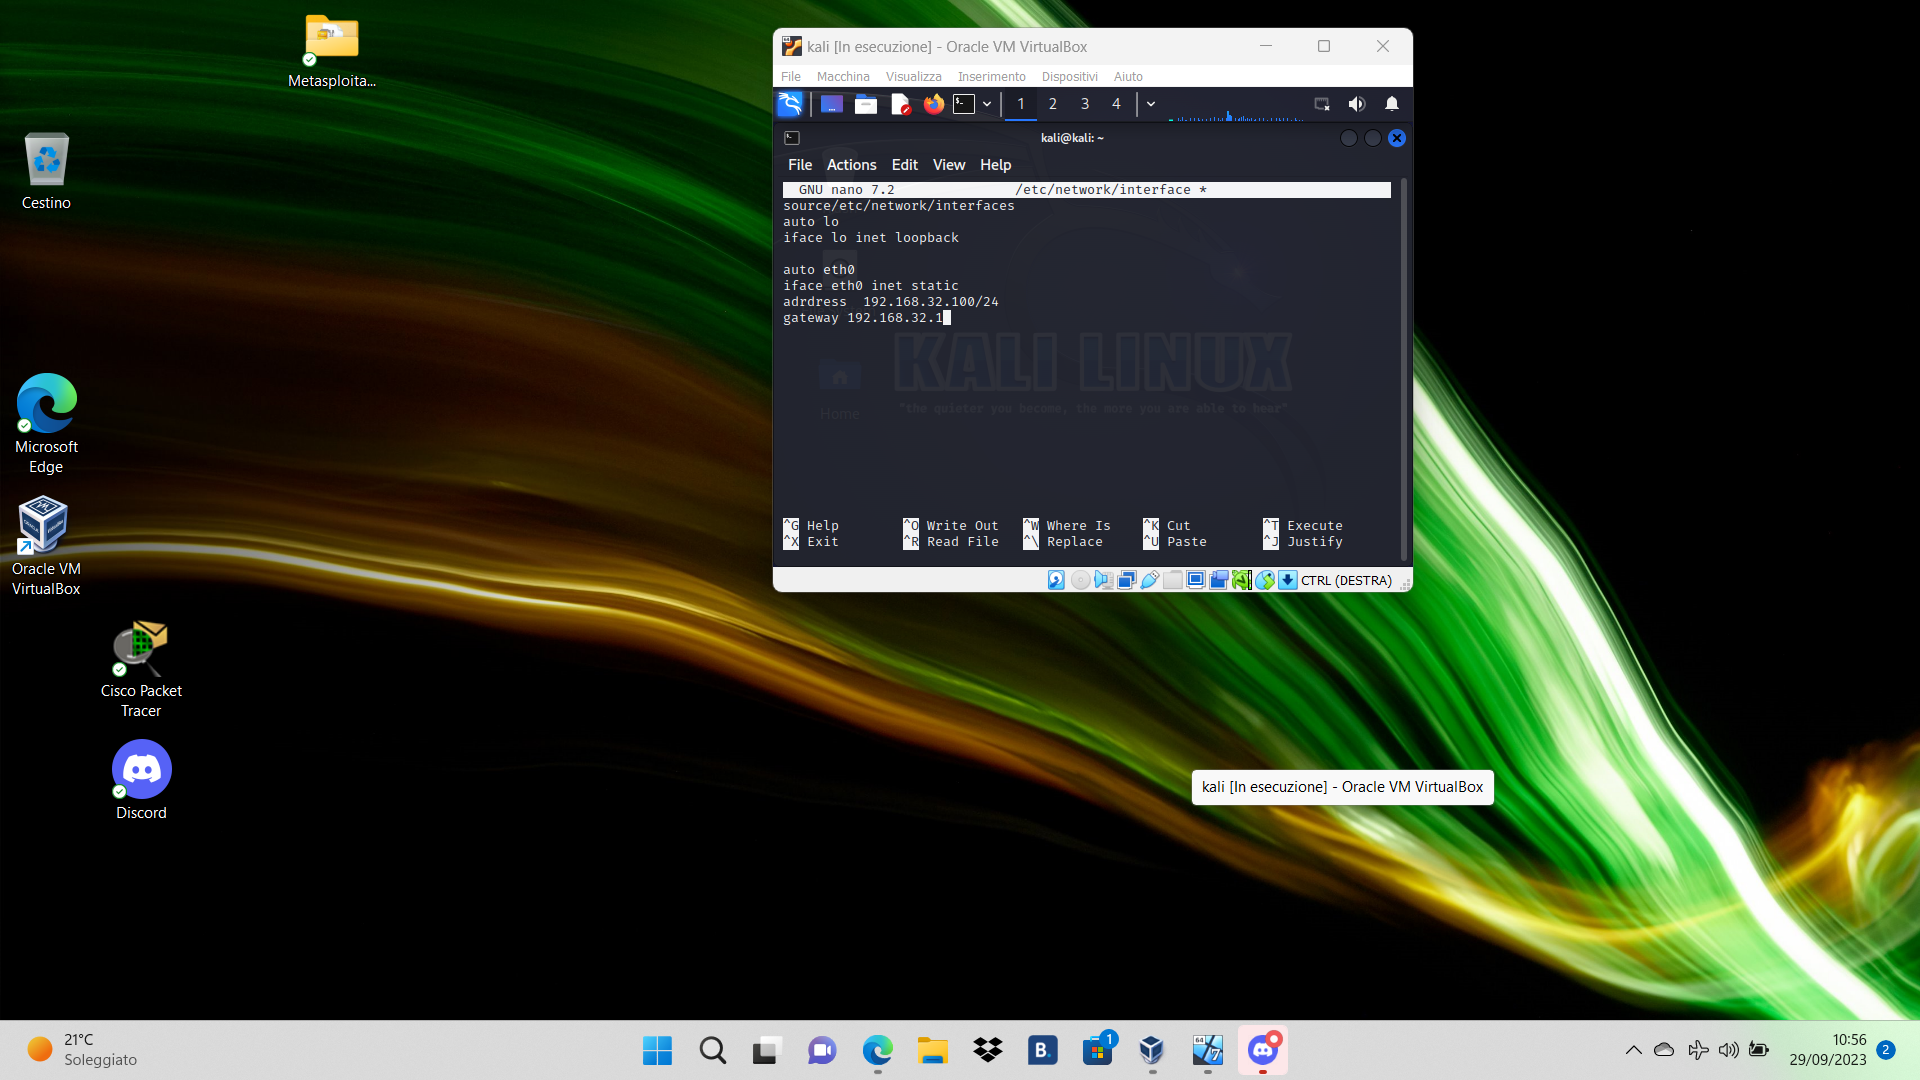 Metasploita...
Cestino
Microsoft
Edge
Oracle VM
VirtualBox
Cisco Packet
Tracer
Discord
kali [In esecuzione] - Oracle VM VirtualBox
File Macchina Visualizza Inserimento Dispositivi Aiuto
1 2 3 4
kali@kali: ~
File Actions Edit View Help
GNU nano 7.2 /etc/network/interface *
source/etc/network/interfaces
auto lo
iface lo inet loopback
auto eth0
iface eth0 inet static
adrdress  192.168.32.100/24
gateway 192.168.32.1
KALI LINUX
"the quieter you become, the more you are able to hear"
Home
^G Help ^O Write Out ^W Where Is ^K Cut ^T Execute
^X Exit ^R Read File ^\ Replace ^U Paste ^J Justify
CTRL (DESTRA)
kali [In esecuzione] - Oracle VM VirtualBox
21°C
Soleggiato
B.
1
64
7
10:56
29/09/2023
2